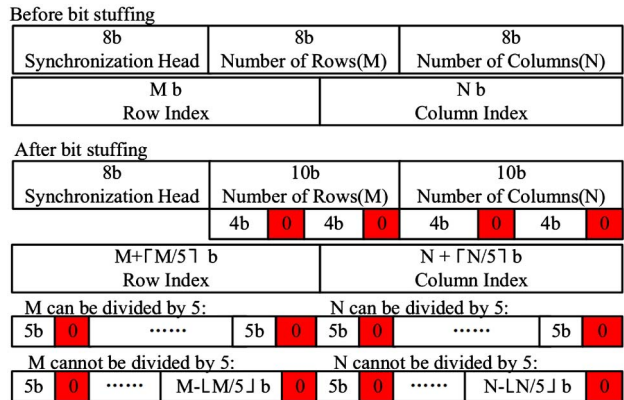 Before bit stuffing
8b 8b 8b
Synchronization Head Number of Rows(M) Number of Columns(N)
M b N b
Row Index Column Index
After bit stuffing
8b 10b 10b
Synchronization Head Number of Rows(M) Number of Columns(N)
4b 0 4b 0 4b 0 4b 0
M+⌈M/5⌉ b N + ⌈N/5⌉ b
Row Index Column Index
M can be divided by 5: N can be divided by 5:
5b 0 ······ 5b 0 5b 0 ······ 5b 0
M cannot be divided by 5: N cannot be divided by 5:
5b 0 ······ M-⌊M/5⌋ b 0 5b 0 ······ N-⌊N/5⌋ b 0